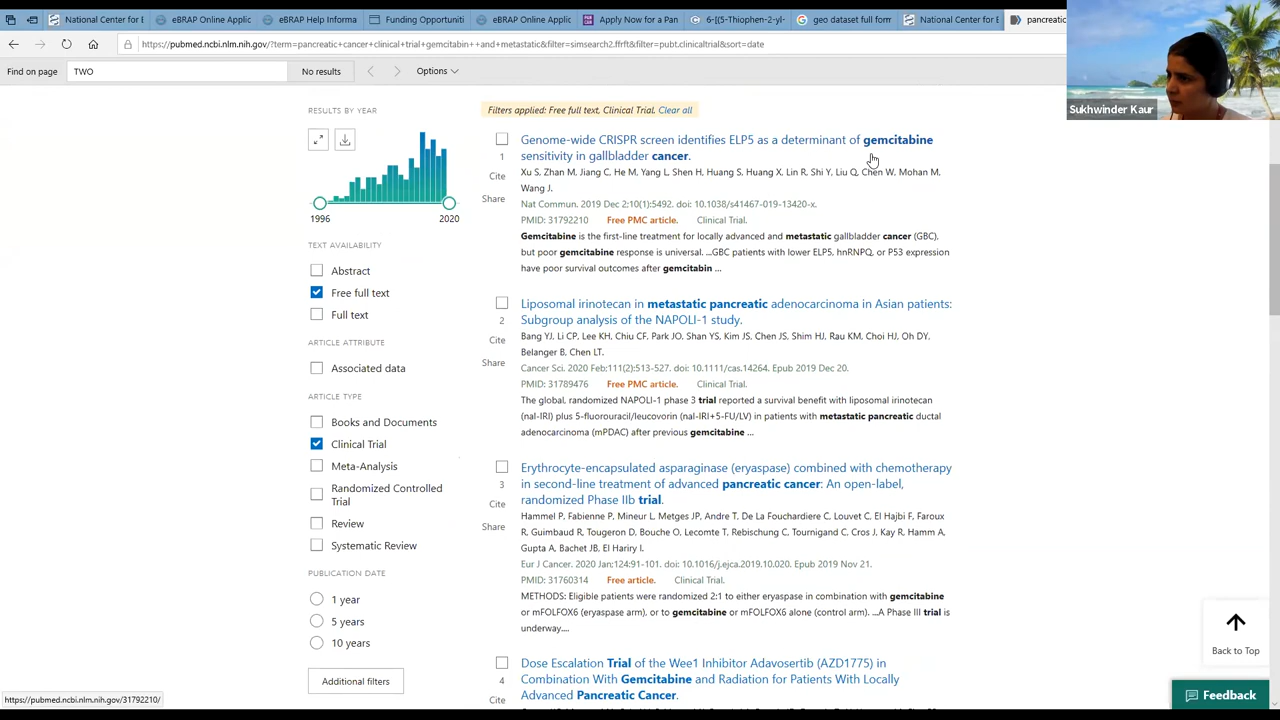 National Center for E
eBRAP Online Applic
eBRAP Help Informa
Funding Opportuniti
eBRAP Online Applic
Apply Now for a Pan
6-[(5-Thiophen-2-yl-
geo dataset full form
National Center for E
pancreatic
https://pubmed.ncbi.nlm.nih.gov/?term=pancreatic+cancer+clinical+trial+gemcitabin++and+metastatic&filter=simsearch2.ffrft&filter=pubt.clinicaltrial&sort=date
Find on page
TWO
No results
Options
Sukhwinder Kaur
RESULTS BY YEAR
1996
2020
TEXT AVAILABILITY
Abstract
Free full text
Full text
ARTICLE ATTRIBUTE
Associated data
ARTICLE TYPE
Books and Documents
Clinical Trial
Meta-Analysis
Randomized Controlled
Trial
Review
Systematic Review
PUBLICATION DATE
1 year
5 years
10 years
Additional filters
Filters applied: Free full text, Clinical Trial. Clear all
1
Cite
Share
Genome-wide CRISPR screen identifies ELP5 as a determinant of gemcitabine
sensitivity in gallbladder cancer.
Xu S, Zhan M, Jiang C, He M, Yang L, Shen H, Huang S, Huang X, Lin R, Shi Y, Liu Q, Chen W, Mohan M,
Wang J.
Nat Commun. 2019 Dec 2;10(1):5492. doi: 10.1038/s41467-019-13420-x.
PMID: 31792210 Free PMC article. Clinical Trial.
Gemcitabine is the first-line treatment for locally advanced and metastatic gallbladder cancer (GBC),
but poor gemcitabine response is universal. ...GBC patients with lower ELP5, hnRNPQ, or P53 expression
have poor survival outcomes after gemcitabin ...
2
Cite
Share
Liposomal irinotecan in metastatic pancreatic adenocarcinoma in Asian patients:
Subgroup analysis of the NAPOLI-1 study.
Bang YJ, Li CP, Lee KH, Chiu CF, Park JO, Shan YS, Kim JS, Chen JS, Shim HJ, Rau KM, Choi HJ, Oh DY,
Belanger B, Chen LT.
Cancer Sci. 2020 Feb;111(2):513-527. doi: 10.1111/cas.14264. Epub 2019 Dec 20.
PMID: 31789476 Free PMC article. Clinical Trial.
The global, randomized NAPOLI-1 phase 3 trial reported a survival benefit with liposomal irinotecan
(nal-IRI) plus 5-fluorouracil/leucovorin (nal-IRI+5-FU/LV) in patients with metastatic pancreatic ductal
adenocarcinoma (mPDAC) after previous gemcitabine ...
3
Cite
Share
Erythrocyte-encapsulated asparaginase (eryaspase) combined with chemotherapy
in second-line treatment of advanced pancreatic cancer: An open-label,
randomized Phase IIb trial.
Hammel P, Fabienne P, Mineur L, Metges JP, Andre T, De La Fouchardiere C, Louvet C, El Hajbi F, Faroux
R, Guimbaud R, Tougeron D, Bouche O, Lecomte T, Rebischung C, Tournigand C, Cros J, Kay R, Hamm A,
Gupta A, Bachet JB, El Hariry I.
Eur J Cancer. 2020 Jan;124:91-101. doi: 10.1016/j.ejca.2019.10.020. Epub 2019 Nov 21.
PMID: 31760314 Free article. Clinical Trial.
METHODS: Eligible patients were randomized 2:1 to either eryaspase in combination with gemcitabine
or mFOLFOX6 (eryaspase arm), or to gemcitabine or mFOLFOX6 alone (control arm). ...A Phase III trial is
underway....
4
Cite
Dose Escalation Trial of the Wee1 Inhibitor Adavosertib (AZD1775) in
Combination With Gemcitabine and Radiation for Patients With Locally
Advanced Pancreatic Cancer.
Back to Top
Feedback
https://pubmed.ncbi.nlm.nih.gov/31792210/